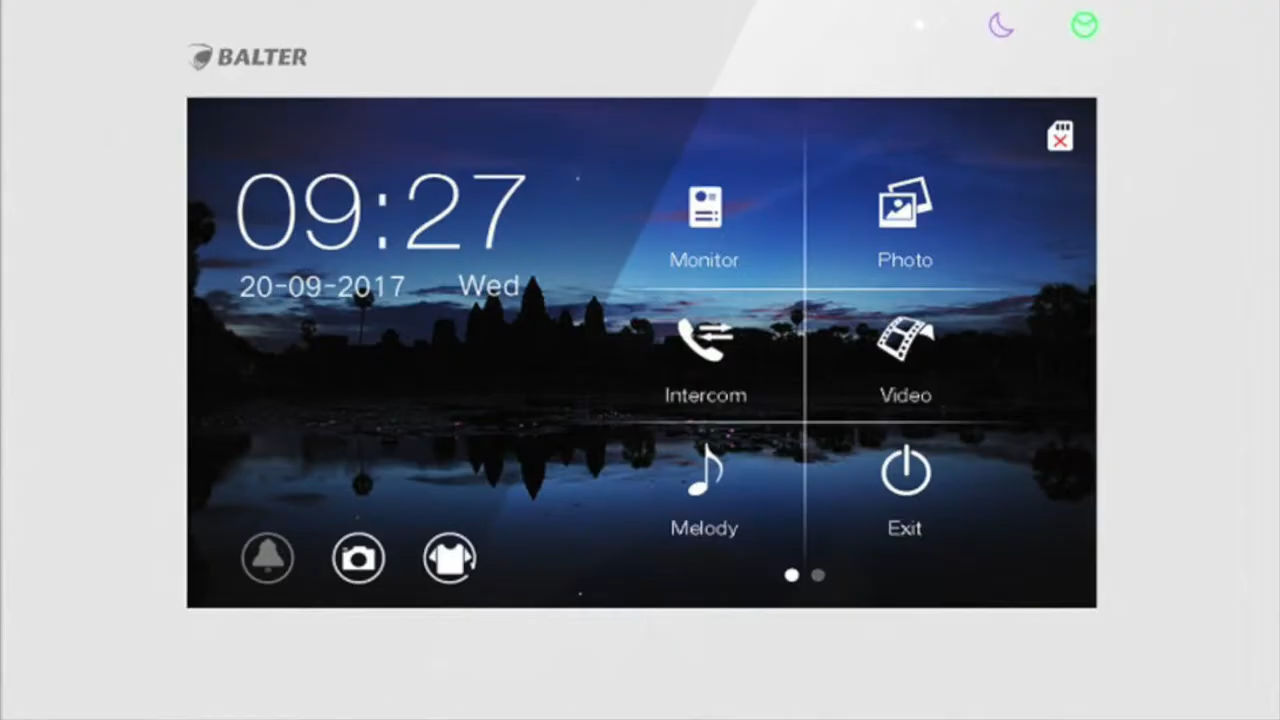 BALTER
09:27
20-09-2017 Wed
Monitor
Photo
Intercom
Video
Melody
Exit